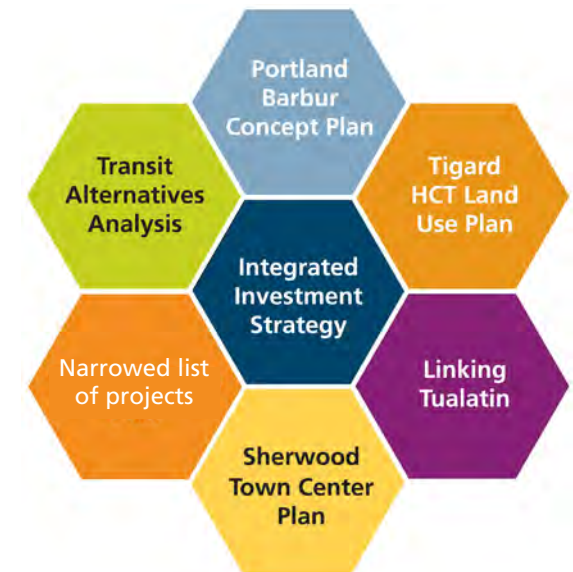 Portland
Barbur
Concept Plan
Transit
Alternatives
Analysis
Tigard
HCT Land
Use Plan
Integrated
Investment
Strategy
Narrowed list
of projects
Linking
Tualatin
Sherwood
Town Center
Plan